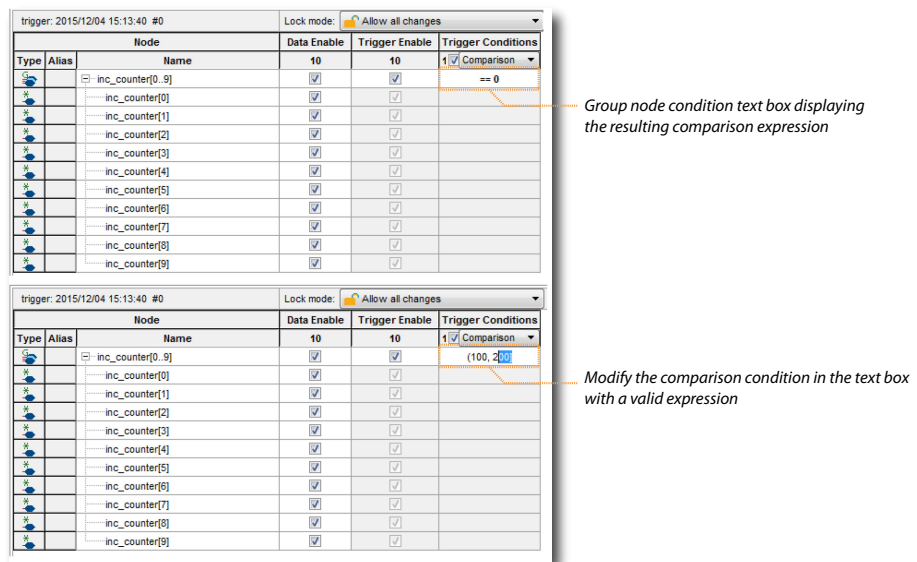 trigger: 2015/12/04 15:13:40 #0 Lock mode: Allow all changes
Node Data Enable Trigger Enable Trigger Conditions
Type Alias Name 10 10 1 Comparison
inc_counter[0..9] == 0
inc_counter[0]
inc_counter[1]
inc_counter[2]
inc_counter[3]
inc_counter[4]
inc_counter[5]
inc_counter[6]
inc_counter[7]
inc_counter[8]
inc_counter[9]
Group node condition text box displaying
the resulting comparison expression
trigger: 2015/12/04 15:13:40 #0 Lock mode: Allow all changes
Node Data Enable Trigger Enable Trigger Conditions
Type Alias Name 10 10 1 Comparison
inc_counter[0..9] (100, 200]
inc_counter[0]
inc_counter[1]
inc_counter[2]
inc_counter[3]
inc_counter[4]
inc_counter[5]
inc_counter[6]
inc_counter[7]
inc_counter[8]
inc_counter[9]
Modify the comparison condition in the text box
with a valid expression